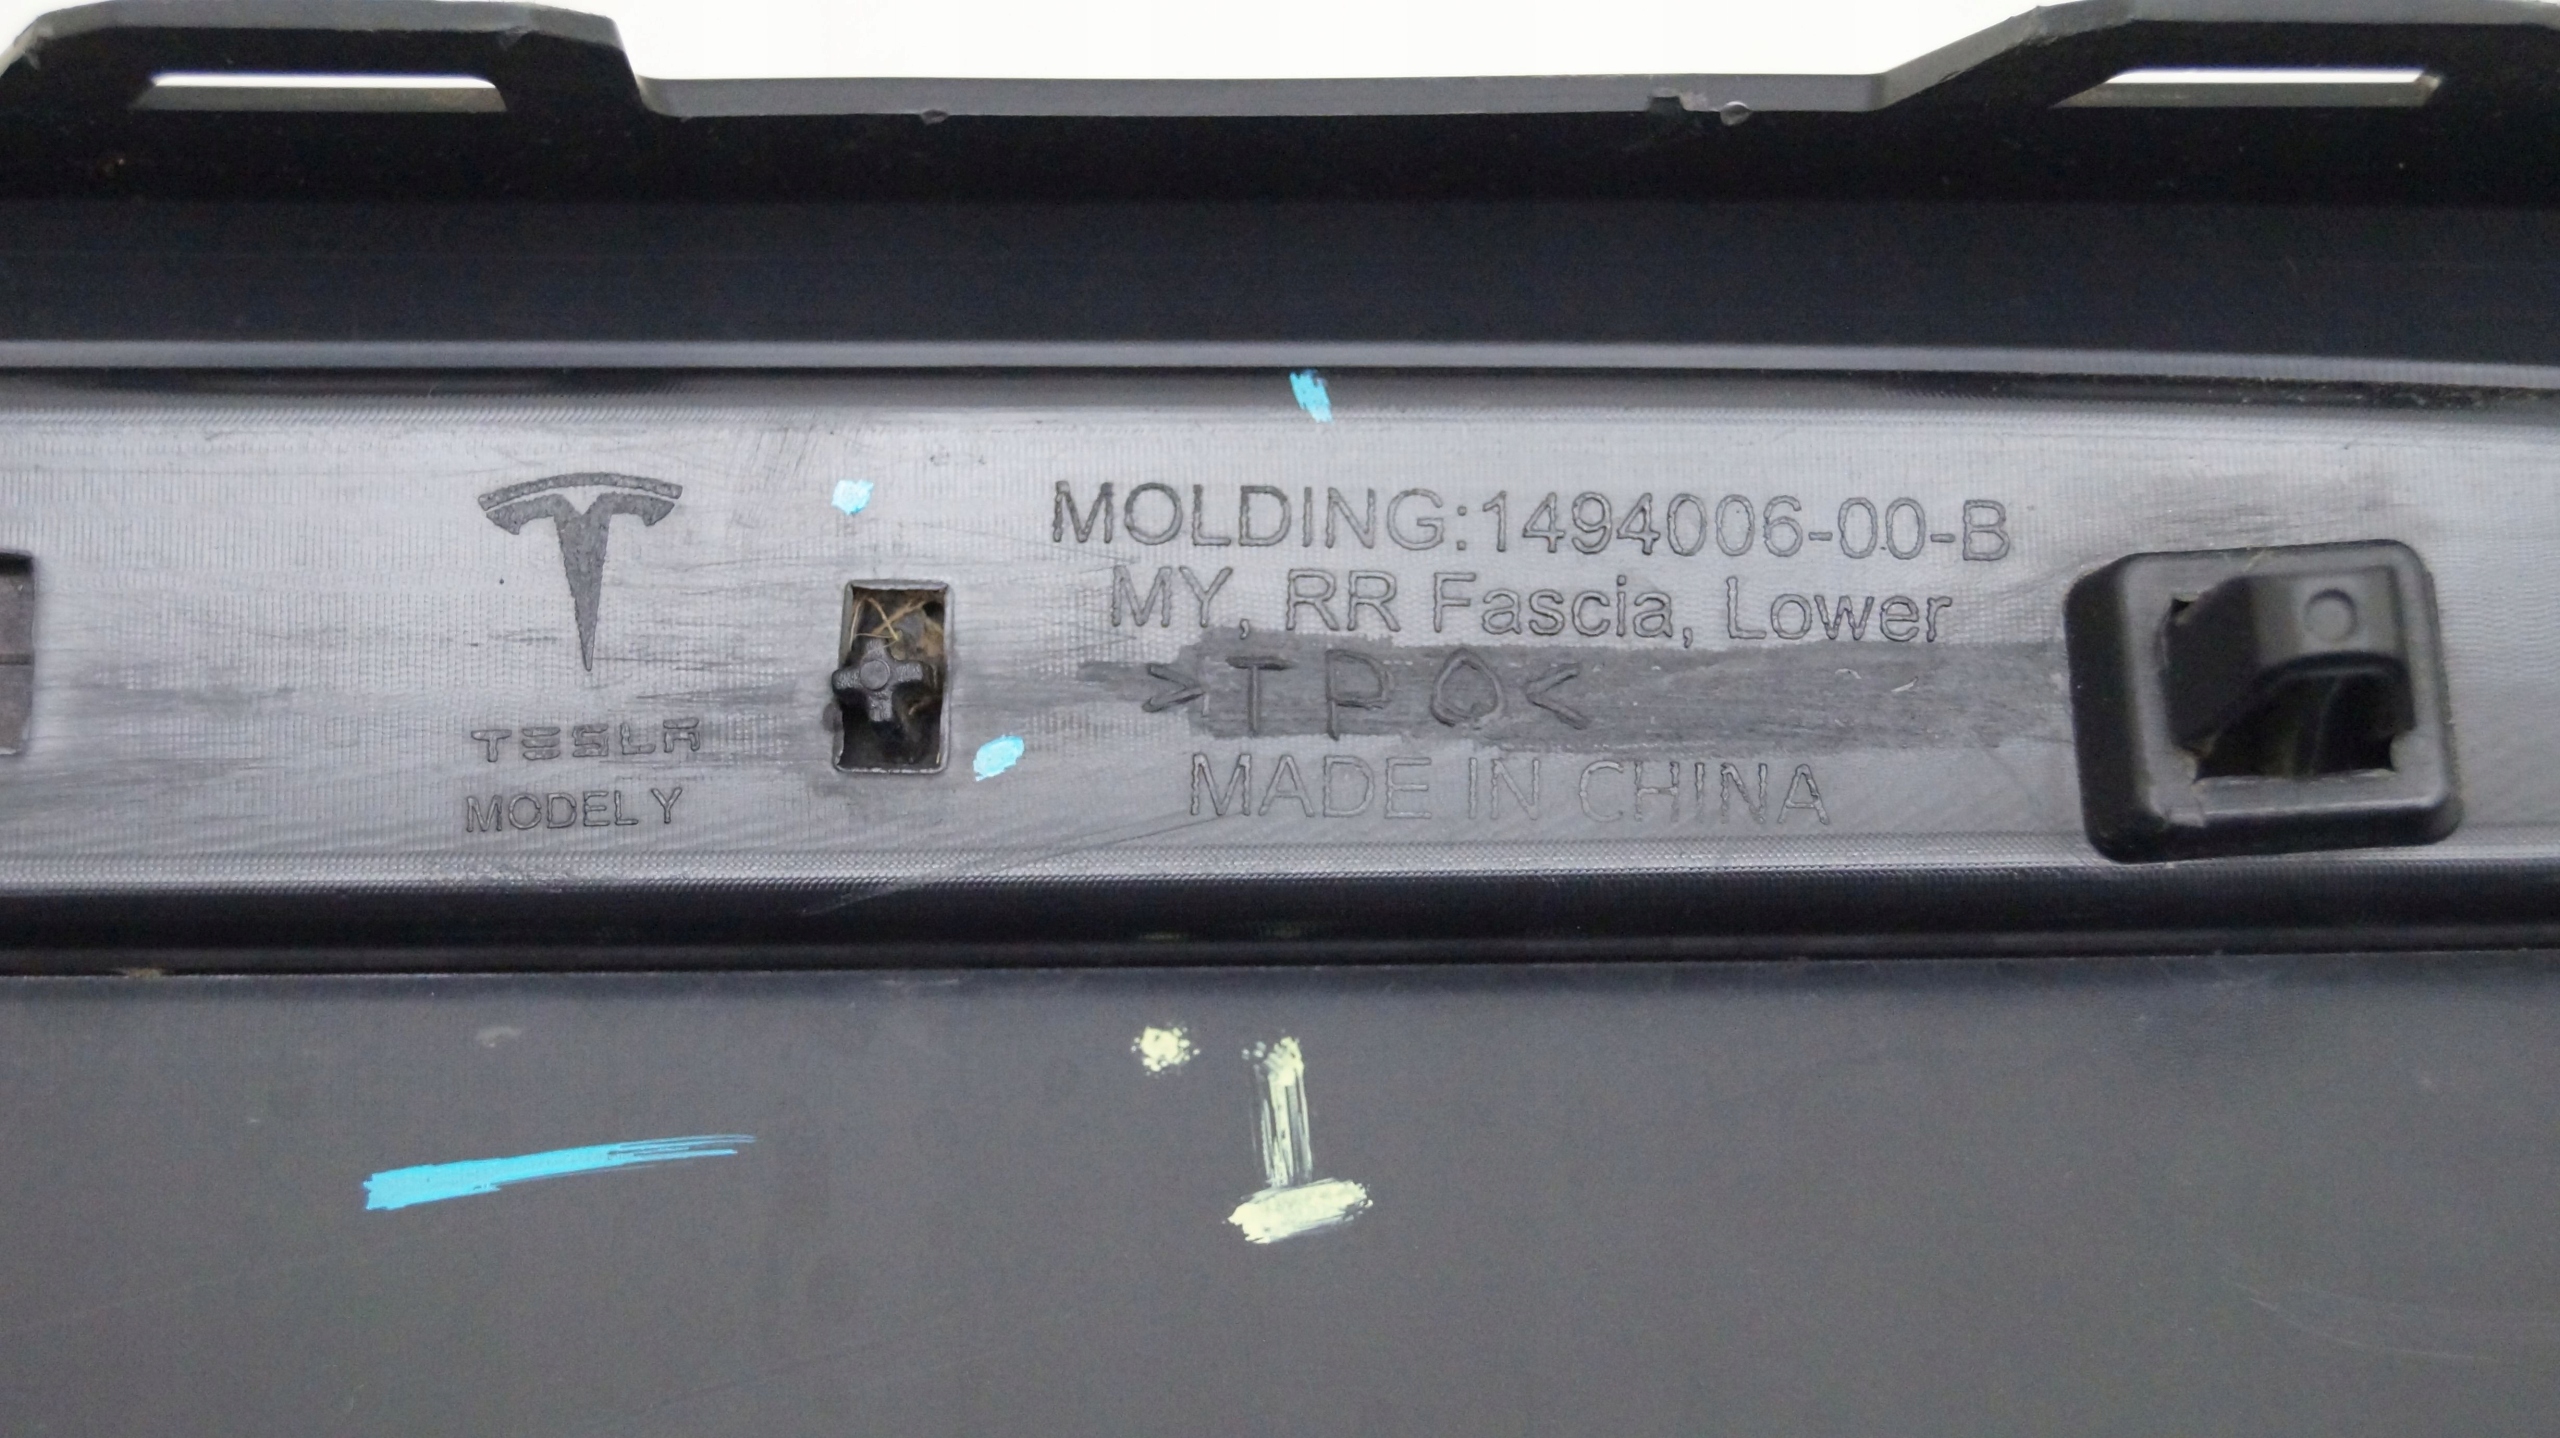 TESLA
MODEL Y
MOLDING:1494006-00-B
MY, RR Fascia, Lower
>TPO<
MADE IN CHINA